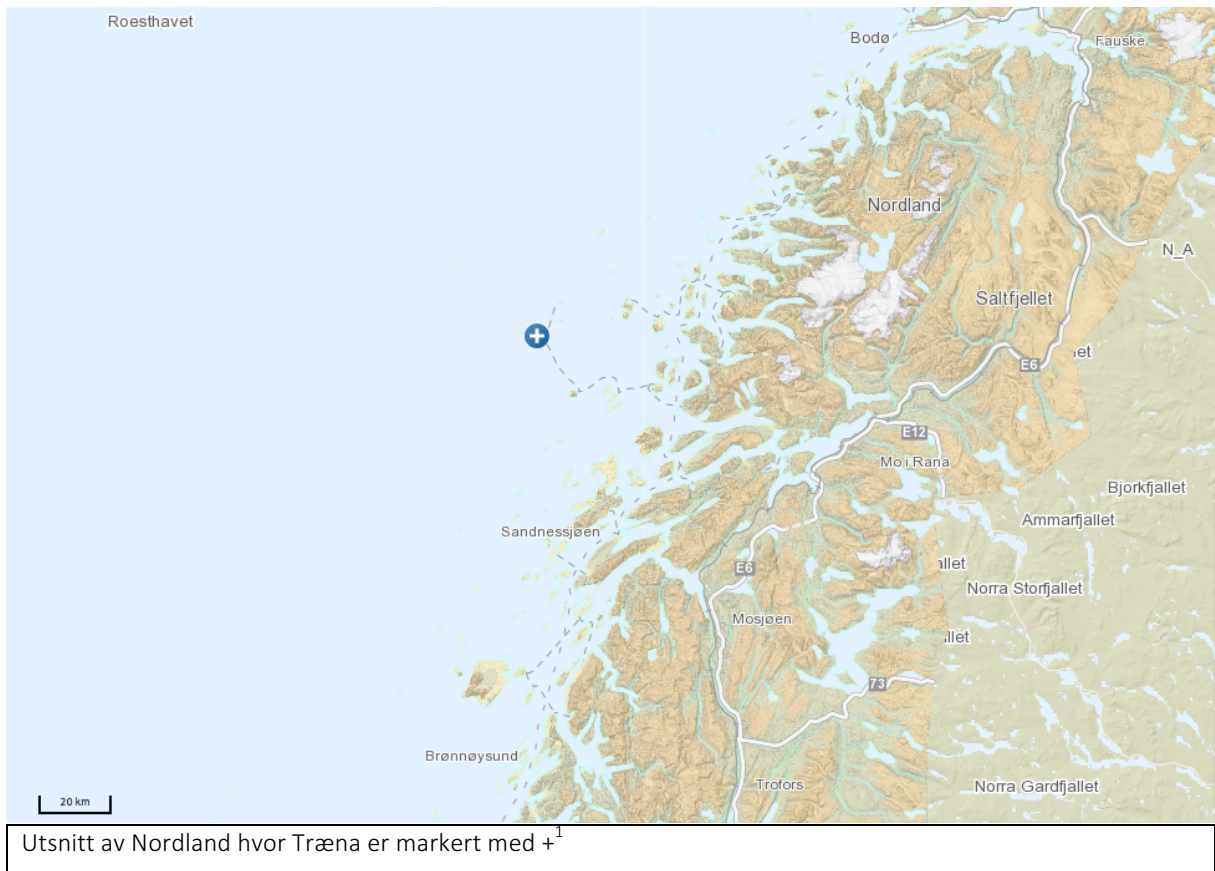 Roesthavet
Bodø
Fauske
Nordland
N_A
Saltfjellet
et
E6
E12
Mo i Rana
Bjorkfjallet
Ammarfjallet
Sandnessjøen
allet
E6
Norra Storfjallet
Mosjøen
llet
73
Brønnøysund
Trofors
Norra Gardfjallet
20 km
Utsnitt av Nordland hvor Træna er markert med +1